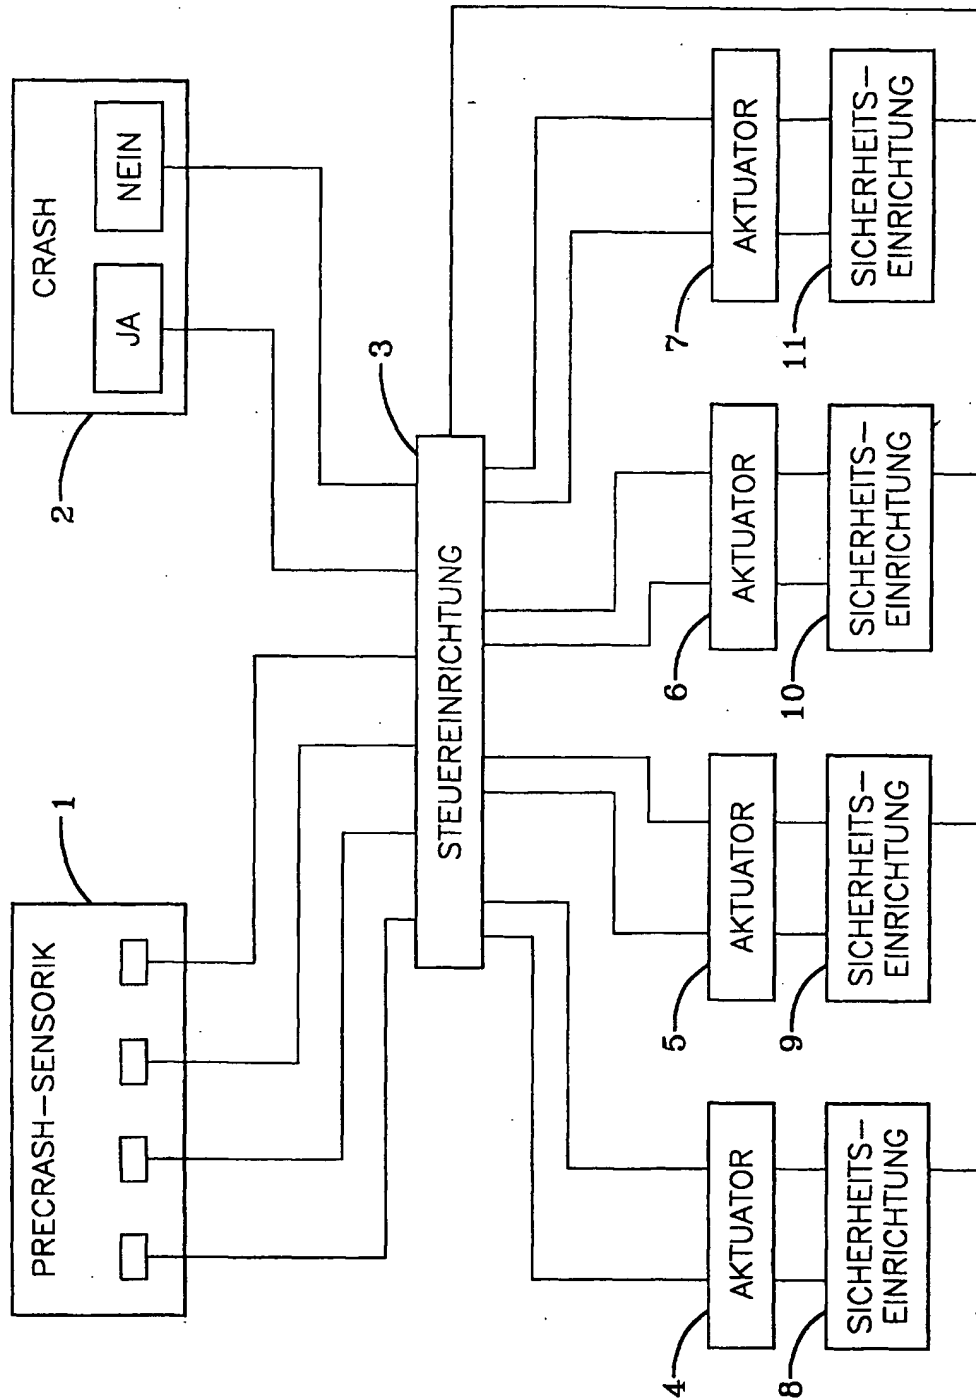 1
PRECRASH–SENSORIK
2
CRASH
JA
NEIN
3
STEUEREINRICHTUNG
4
AKTUATOR
5
AKTUATOR
6
AKTUATOR
7
AKTUATOR
8
SICHERHEITS–
EINRICHTUNG
9
SICHERHEITS–
EINRICHTUNG
10
SICHERHEITS–
EINRICHTUNG
11
SICHERHEITS–
EINRICHTUNG